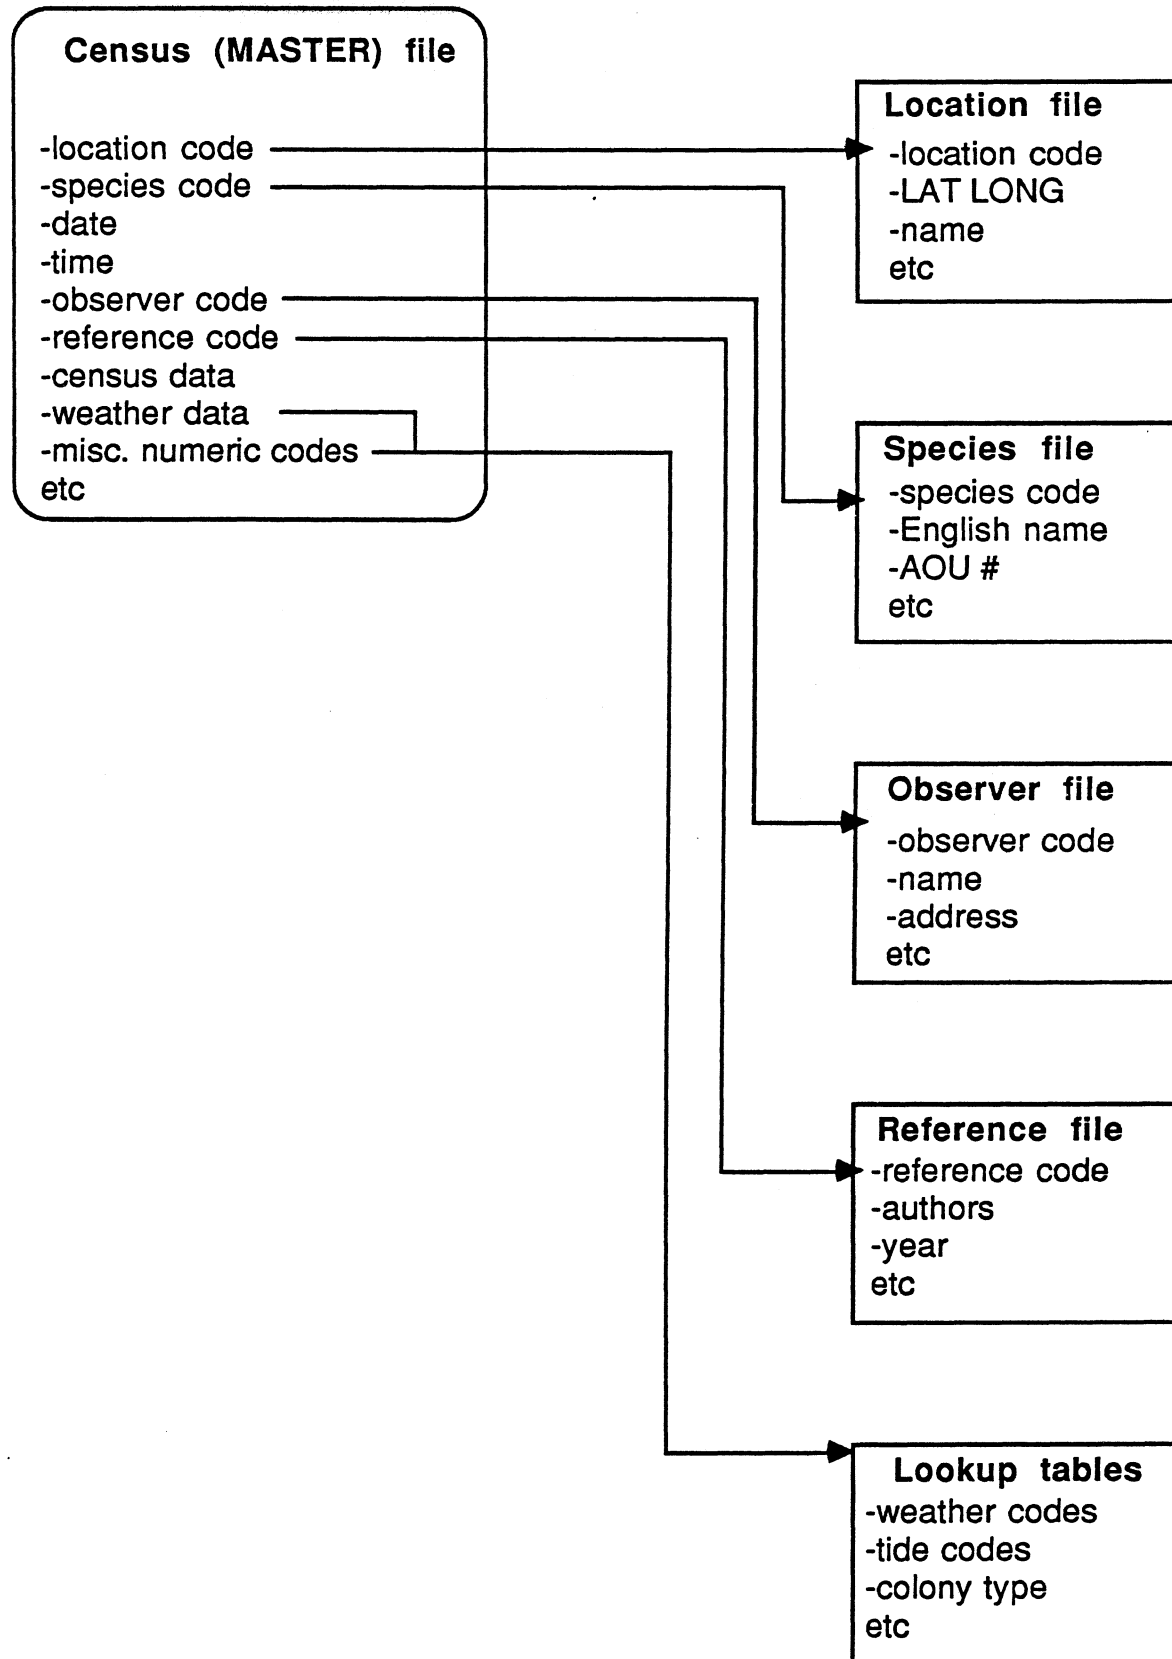 Census (MASTER) file
-location code
-species code
-date
-time
-observer code
-reference code
-census data
-weather data
-misc. numeric codes
etc
Location file
-location code
-LAT LONG
-name
etc
Species file
-species code
-English name
-AOU #
etc
Observer file
-observer code
-name
-address
etc
Reference file
-reference code
-authors
-year
etc
Lookup tables
-weather codes
-tide codes
-colony type
etc